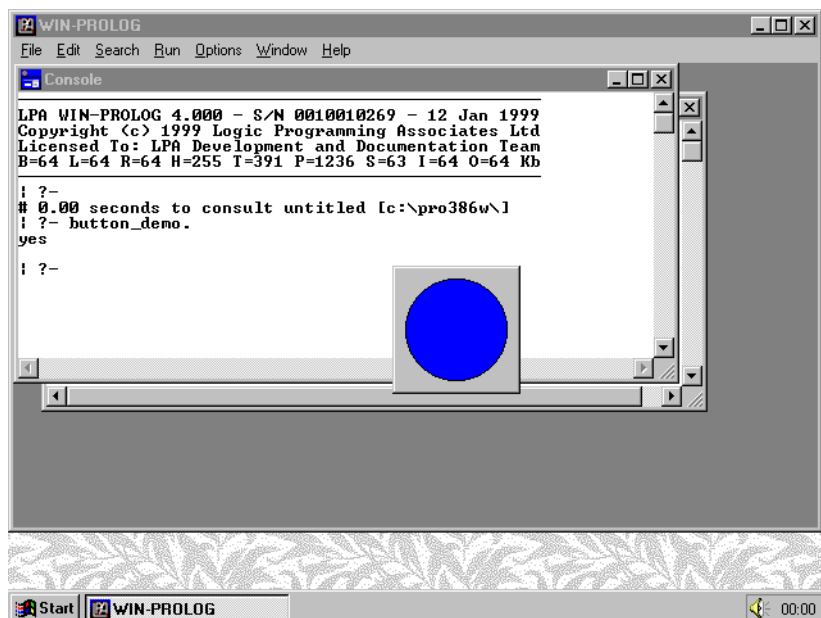 WIN-PROLOG
File Edit Search Run Options Window Help
Console
LPA WIN-PROLOG 4.000 - S/N 0010010269 - 12 Jan 1999
Copyright (c) 1999 Logic Programming Associates Ltd
Licensed To: LPA Development and Documentation Team
B=64 L=64 R=64 H=255 T=391 P=1236 S=63 I=64 O=64 Kb
| ?-
# 0.00 seconds to consult untitled [c:\pro386w\]
| ?- button_demo.
yes
| ?-
Start WIN-PROLOG 00:00